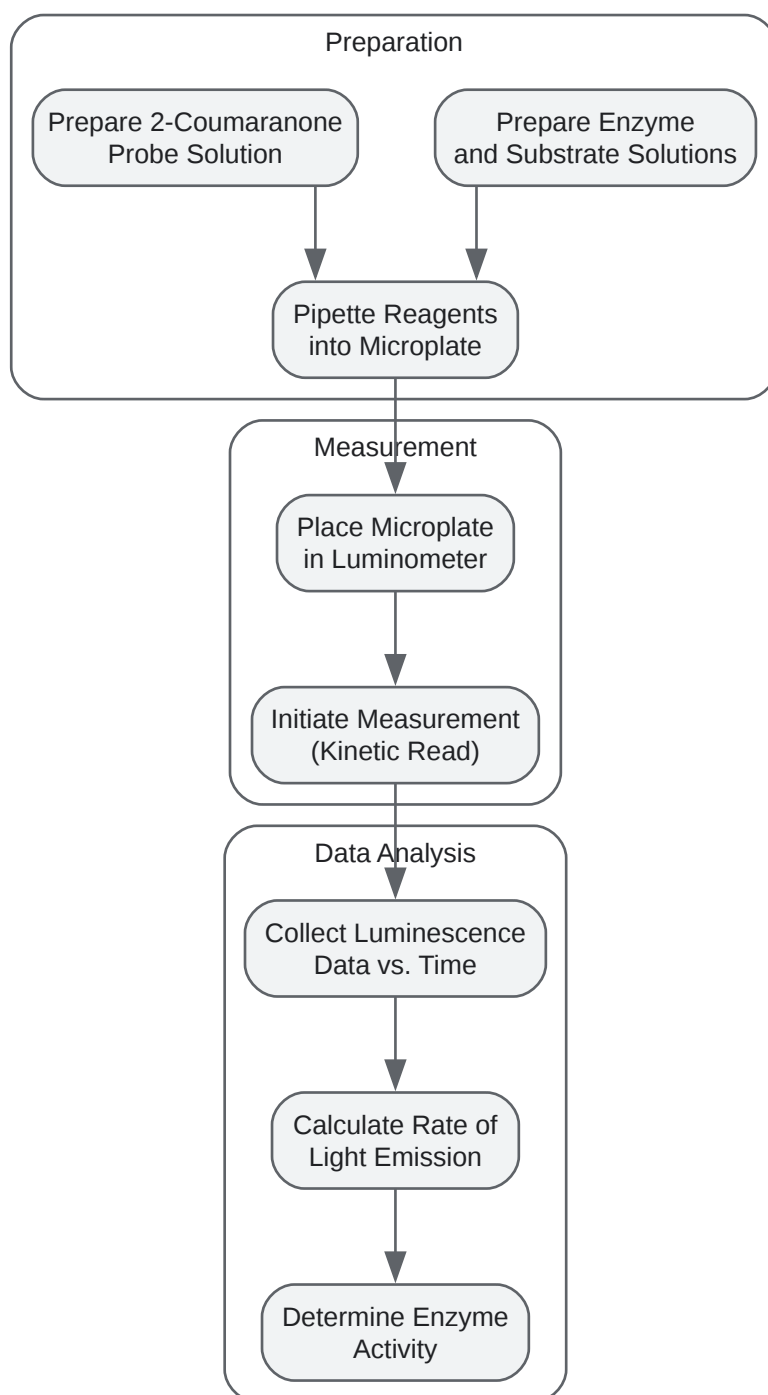 Preparation
Prepare 2-Coumaranone
Probe Solution
Prepare Enzyme
and Substrate Solutions
Pipette Reagents
into Microplate
Measurement
Place Microplate
in Luminometer
Initiate Measurement
(Kinetic Read)
Data Analysis
Collect Luminescence
Data vs. Time
Calculate Rate of
Light Emission
Determine Enzyme
Activity